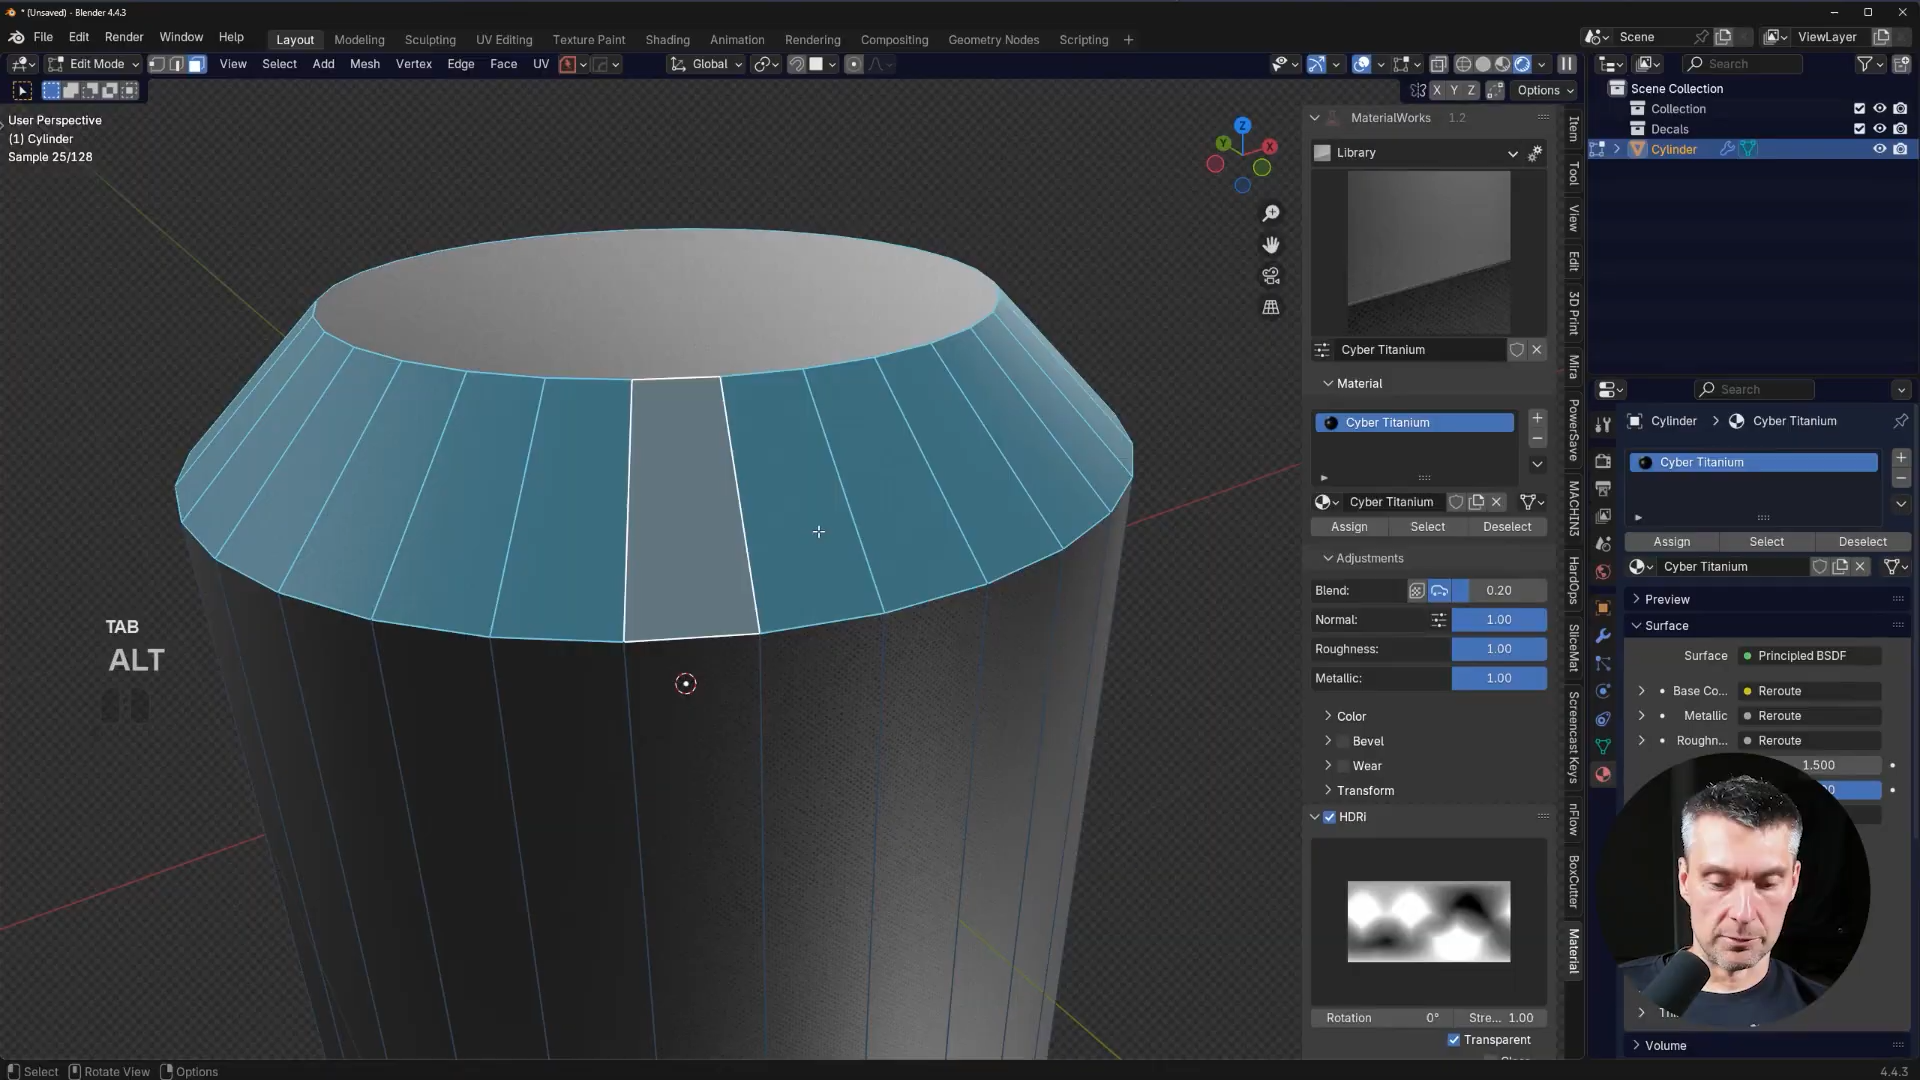 * (Unsaved) - Blender 4.4.3
File Edit Render Window Help
Layout Modeling Sculpting UV Editing Texture Paint Shading Animation Rendering Compositing Geometry Nodes Scripting +
Scene
ViewLayer
Edit Mode
View Select Add Mesh Vertex Edge Face UV
Global
Search
X Y Z
Options
Scene Collection
Collection
Decals
Cylinder
User Perspective
(1) Cylinder
Sample 25/128
Z
Y
X
MaterialWorks 1.2
Library
Cyber Titanium
Material
Cyber Titanium
Cyber Titanium
Assign Select Deselect
Adjustments
Blend: 0.20
Normal: 1.00
Roughness: 1.00
Metallic: 1.00
Color
Bevel
Wear
Transform
HDRi
Rotation 0° Stre... 1.00
Transparent
Item
Tool
View
Edit
3D Print
Mira
PowerSave
MACHIN3
HardOps
SliceMat
Screencast Keys
nFlow
BoxCutter
Material
Search
Cylinder > Cyber Titanium
Cyber Titanium
Assign Select Deselect
Cyber Titanium
Preview
Surface
Surface Principled BSDF
Base Co... Reroute
Metallic Reroute
Roughn... Reroute
1.500
Volume
TAB
ALT
Select Rotate View Options
4.4.3